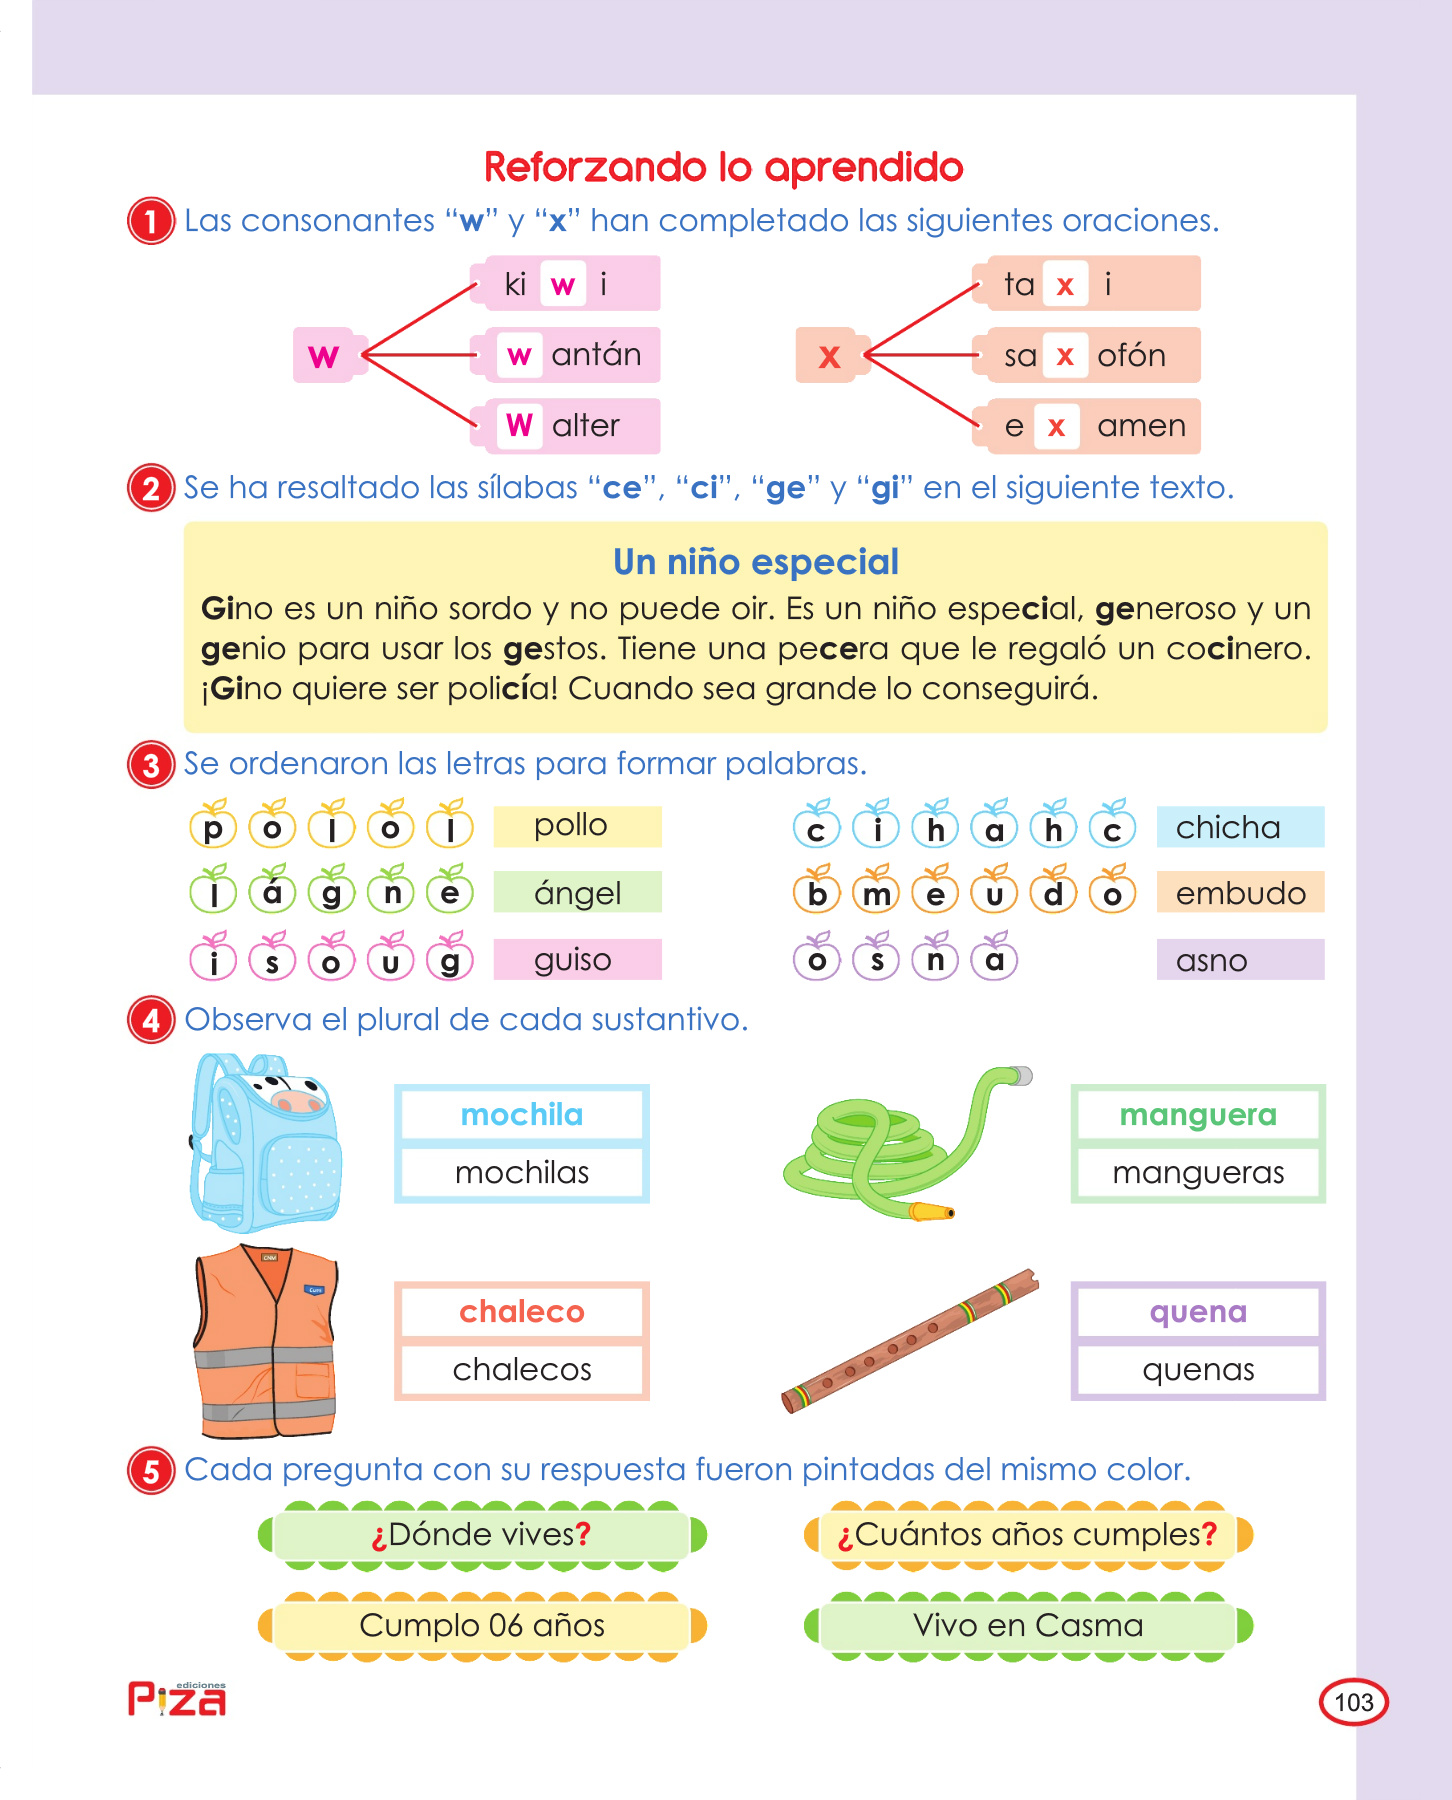 Reforzando lo aprendido
1 Las consonantes “w” y “x” han completado las siguientes oraciones.
w
ki w i
w antán
W alter
x
ta x i
sa x ofón
e x amen
2 Se ha resaltado las sílabas “ce”, “ci”, “ge” y “gi” en el siguiente texto.
Un niño especial
Gino es un niño sordo y no puede oir. Es un niño especial, generoso y un
genio para usar los gestos. Tiene una pecera que le regaló un cocinero.
¡Gino quiere ser policía! Cuando sea grande lo conseguirá.
3 Se ordenaron las letras para formar palabras.
p o l o l pollo
c i h a h c chicha
l á g n e ángel
b m e u d o embudo
i s o u g guiso
o s n a asno
4 Observa el plural de cada sustantivo.
mochila
mochilas
manguera
mangueras
CNM
chaleco
chalecos
quena
quenas
5 Cada pregunta con su respuesta fueron pintadas del mismo color.
¿Dónde vives?
¿Cuántos años cumples?
Cumplo 06 años
Vivo en Casma
ediciones
Piza
103